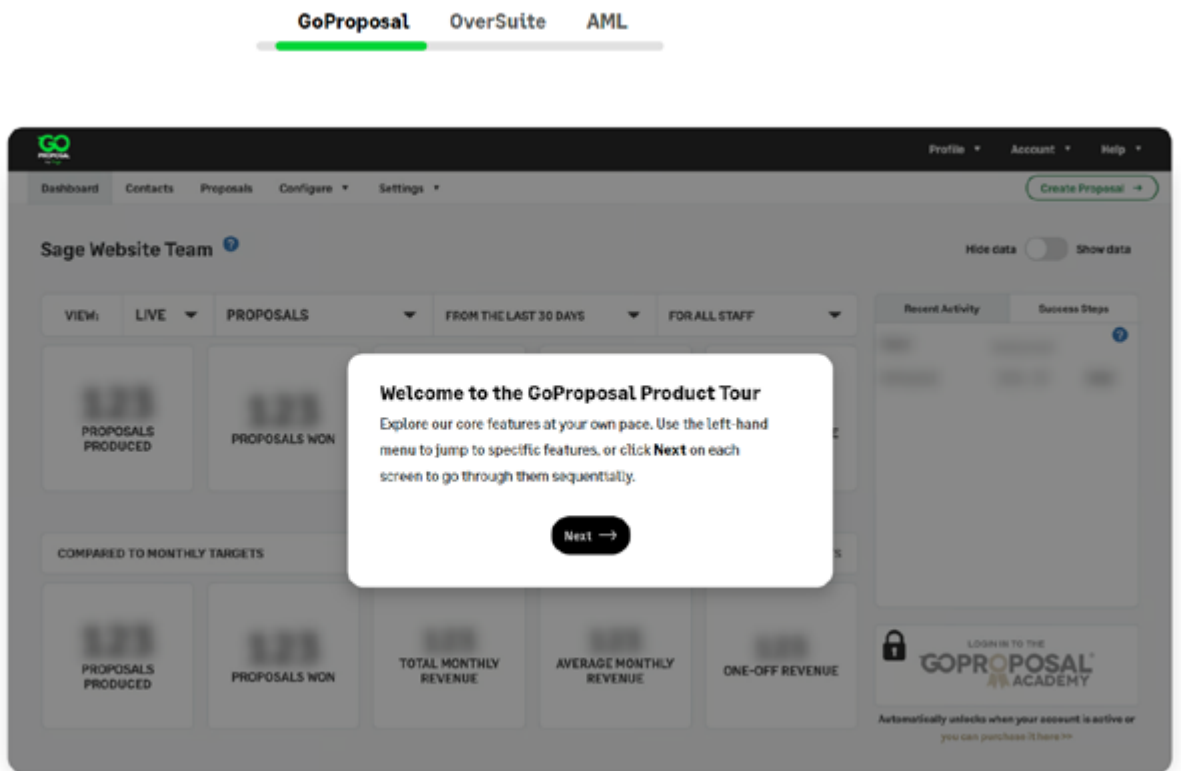 GoProposal OverSuite AML
GO
PROPOSAL
Profile Account Help
Dashboard Contacts Proposals Configure Settings Create Proposal →
Sage Website Team ?
Hide data Show data
VIEW: LIVE PROPOSALS FROM THE LAST 30 DAYS FOR ALL STAFF
Recent Activity Success Steps
?
Welcome to the GoProposal Product Tour
Explore our core features at your own pace. Use the left-hand
menu to jump to specific features, or click Next on each
screen to go through them sequentially.
Next →
PROPOSALS
PRODUCED
PROPOSALS WON
COMPARED TO MONTHLY TARGETS
PROPOSALS
PRODUCED
PROPOSALS WON
TOTAL MONTHLY
REVENUE
AVERAGE MONTHLY
REVENUE
ONE-OFF REVENUE
LOGIN IN TO THE
GOPROPOSAL
ACADEMY
Automatically unlocks when your account is active or
you can purchase it here >>